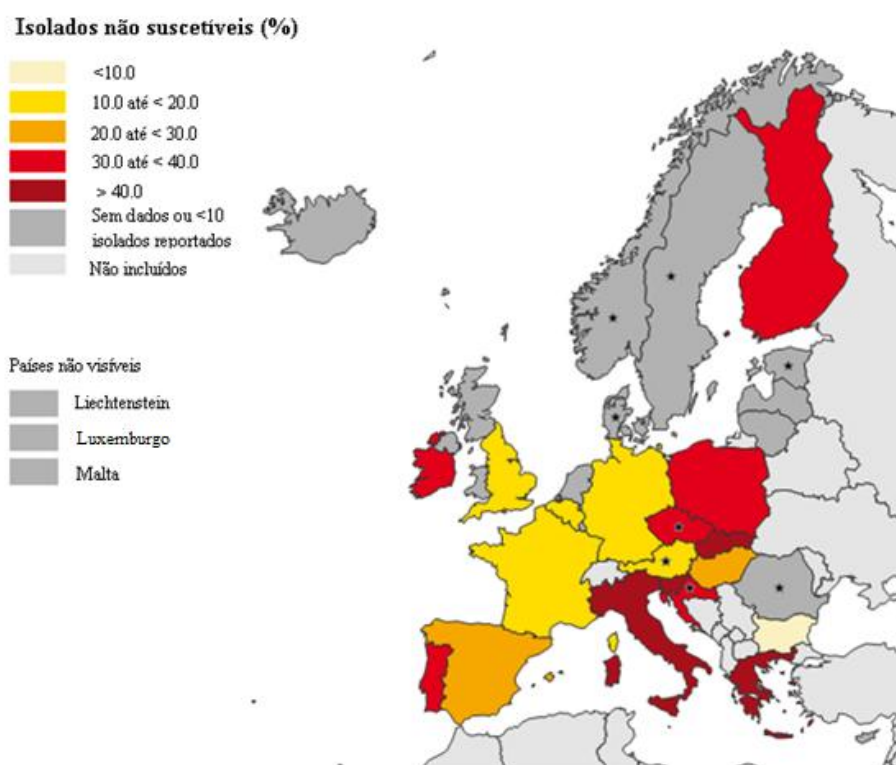 Isolados não suscetíveis (%)
<10.0
10.0 até < 20.0
20.0 até < 30.0
30.0 até < 40.0
> 40.0
Sem dados ou <10
isolados reportados
Não incluídos
Países não visíveis
Liechtenstein
Luxemburgo
Malta